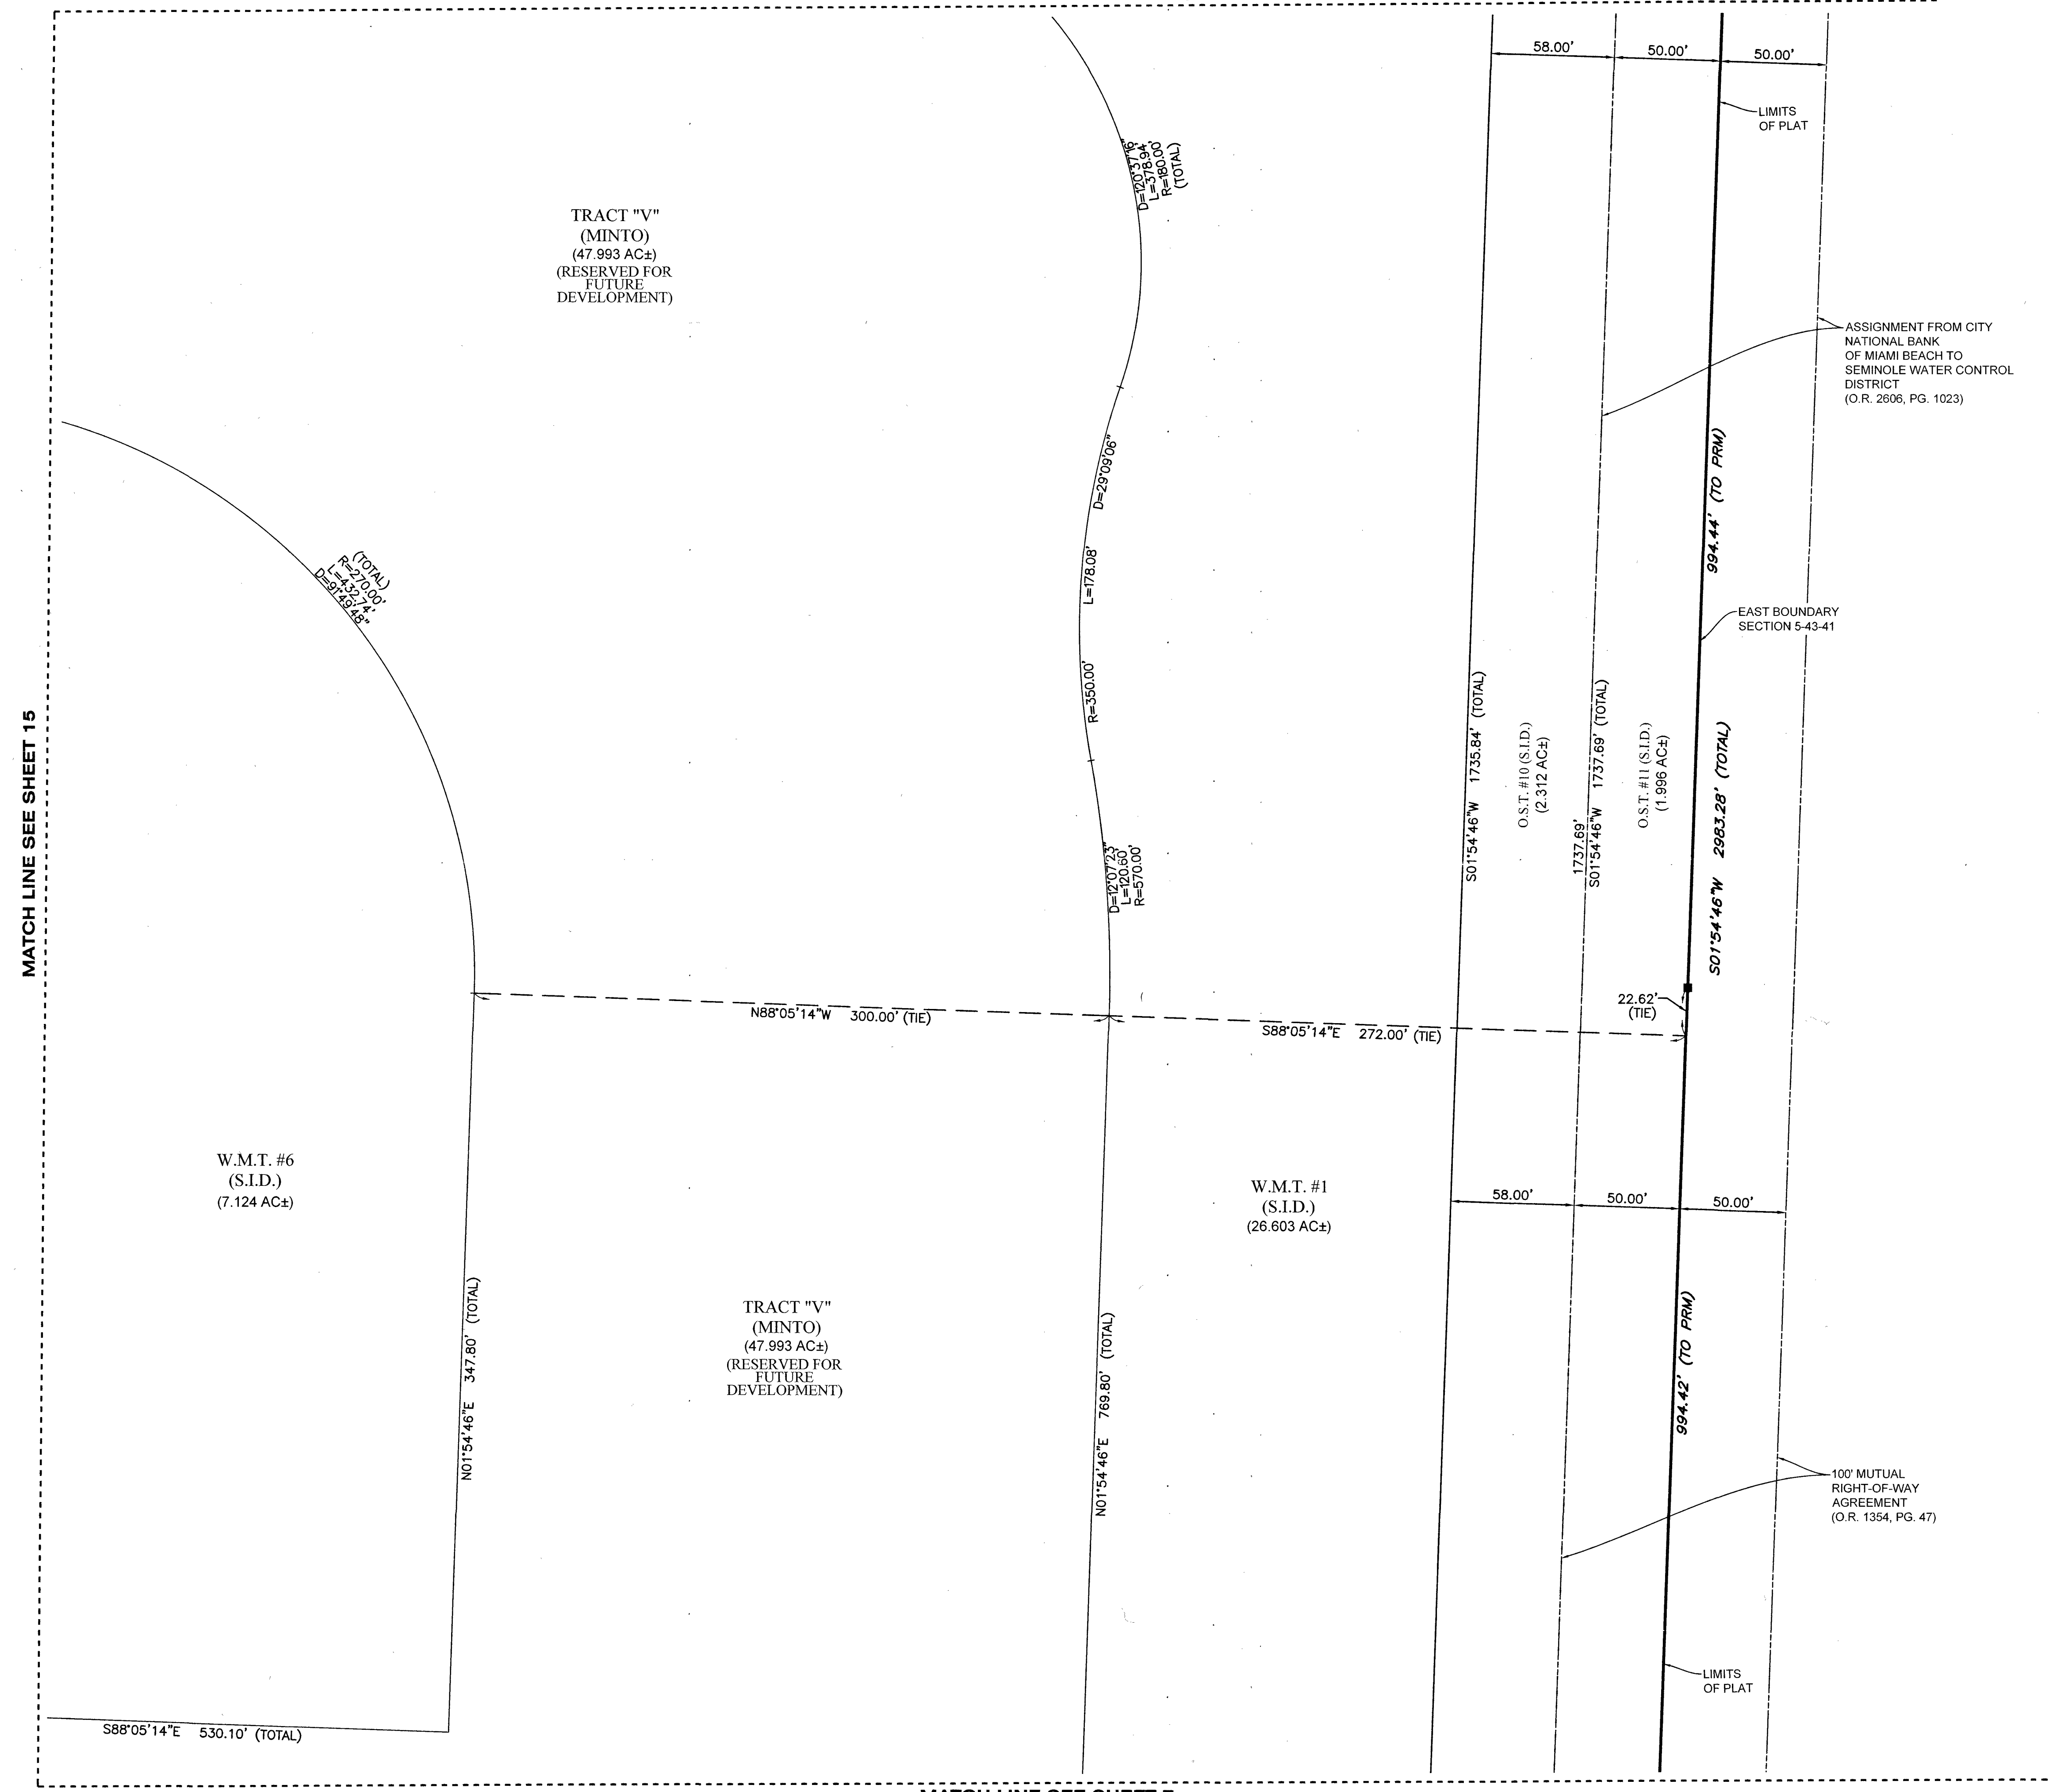 58.00' 50.00' 50.00'
LIMITS
OF PLAT
D=120°37'16"
L=378.94'
R=180.00'
(TOTAL)
TRACT "V"
(MINTO)
(47.993 AC±)
(RESERVED FOR
FUTURE
DEVELOPMENT)
ASSIGNMENT FROM CITY
NATIONAL BANK
OF MIAMI BEACH TO
SEMINOLE WATER CONTROL
DISTRICT
(O.R. 2606, PG. 1023)
994.44' (TO PRM)
D=29°09'06"
L=178.08'
R=350.00'
(TOTAL)
R=270.00'
L=432.74'
D=91°49'48"
EAST BOUNDARY
SECTION 5-43-41
MATCH LINE SEE SHEET 15
S01°54'46"W 1735.84' (TOTAL)
O.S.T. #10 (S.I.D.)
(2.312 AC±)
1737.69'
S01°54'46"W 1737.69' (TOTAL)
O.S.T. #11 (S.I.D.)
(1.996 AC±)
S01°54'46"W 2983.28' (TOTAL)
D=12°07'23"
L=120.60'
R=570.00'
22.62'
(TIE)
N88°05'14"W 300.00' (TIE)
S88°05'14"E 272.00' (TIE)
W.M.T. #6
(S.I.D.)
(7.124 AC±)
W.M.T. #1
(S.I.D.)
(26.603 AC±)
58.00' 50.00' 50.00'
N01°54'46"E 347.80' (TOTAL)
TRACT "V"
(MINTO)
(47.993 AC±)
(RESERVED FOR
FUTURE
DEVELOPMENT)
N01°54'46"E 769.80' (TOTAL)
994.42' (TO PRM)
100' MUTUAL
RIGHT-OF-WAY
AGREEMENT
(O.R. 1354, PG. 47)
LIMITS
OF PLAT
S88°05'14"E 530.10' (TOTAL)
MATCH LINE SEE SHEET